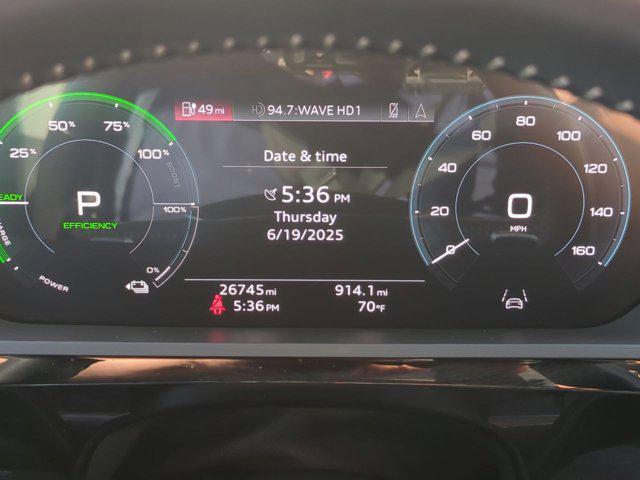 49 mi 94.7:WAVE HD1
50% 75%
25% 100%
BOOST
READY
P
EFFICIENCY
100%
0%
POWER
Date & time
5:36 PM
Thursday
6/19/2025
26745 mi 914.1 mi
5:36 PM 70°F
0 20 40 60 80 100 120 140 160
0
MPH